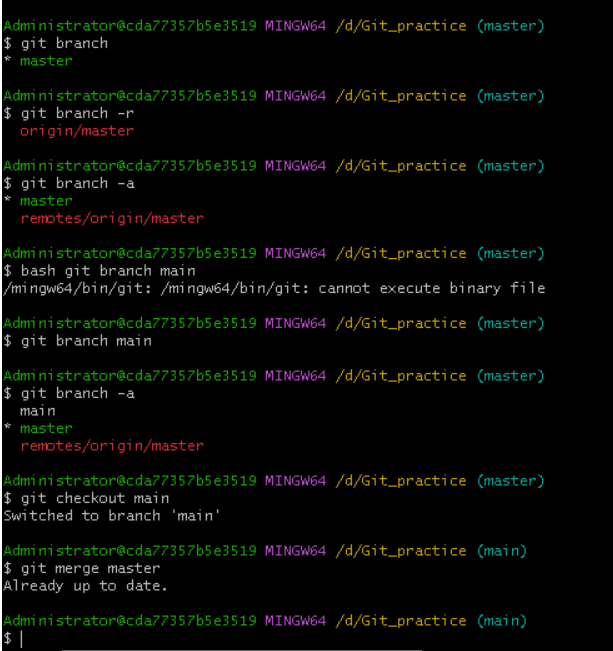 Administrator@cda77357b5e3519 MINGW64 /d/Git_practice (master)
$ git branch
* master
Administrator@cda77357b5e3519 MINGW64 /d/Git_practice (master)
$ git branch -r
origin/master
Administrator@cda77357b5e3519 MINGW64 /d/Git_practice (master)
$ git branch -a
* master
remotes/origin/master
Administrator@cda77357b5e3519 MINGW64 /d/Git_practice (master)
$ bash git branch main
/mingw64/bin/git: /mingw64/bin/git: cannot execute binary file
Administrator@cda77357b5e3519 MINGW64 /d/Git_practice (master)
$ git branch main
Administrator@cda77357b5e3519 MINGW64 /d/Git_practice (master)
$ git branch -a
main
* master
remotes/origin/master
Administrator@cda77357b5e3519 MINGW64 /d/Git_practice (master)
$ git checkout main
Switched to branch 'main'
Administrator@cda77357b5e3519 MINGW64 /d/Git_practice (main)
$ git merge master
Already up to date.
Administrator@cda77357b5e3519 MINGW64 /d/Git_practice (main)
$